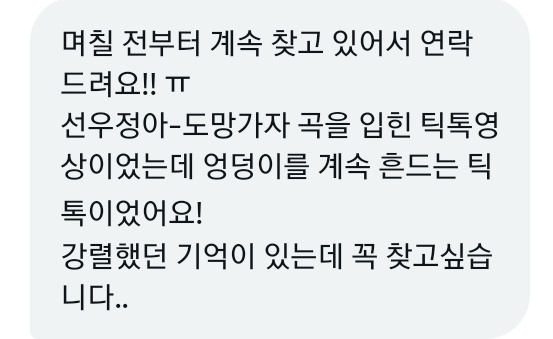 며칠 전부터 계속 찾고 있어서 연락
드려요!! ㅠ
선우정아-도망가자 곡을 입힌 틱톡영
상이었는데 엉덩이를 계속 흔드는 틱
톡이었어요!
강렬했던 기억이 있는데 꼭 찾고싶습
니다..